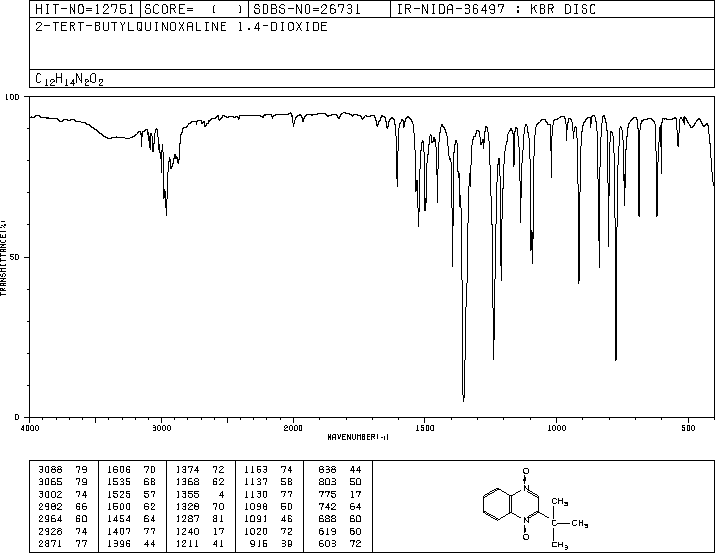 HIT-NO=12751 SCORE= ( ) SDBS-NO=26731 IR-NIDA-36497 : KBR DISC
2-TERT-BUTYLQUINOXALINE 1,4-DIOXIDE
C12H14N2O2
100
TRANSMITTANCE(%)
50
0
4000 3000 2000 1500 1000 500
WAVENUMBER(-1)
3088 79 1606 70 1374 72 1163 74 838 44
3065 79 1535 68 1368 62 1137 58 803 50
3002 74 1525 57 1355 4 1130 77 775 17
2982 66 1500 62 1328 70 1098 50 742 64
2964 60 1454 64 1287 81 1091 46 688 60
2928 74 1407 77 1240 17 1020 72 619 60
2871 77 1396 44 1211 41 915 39 603 72
O
N
CH3
C CH3
N
O CH3